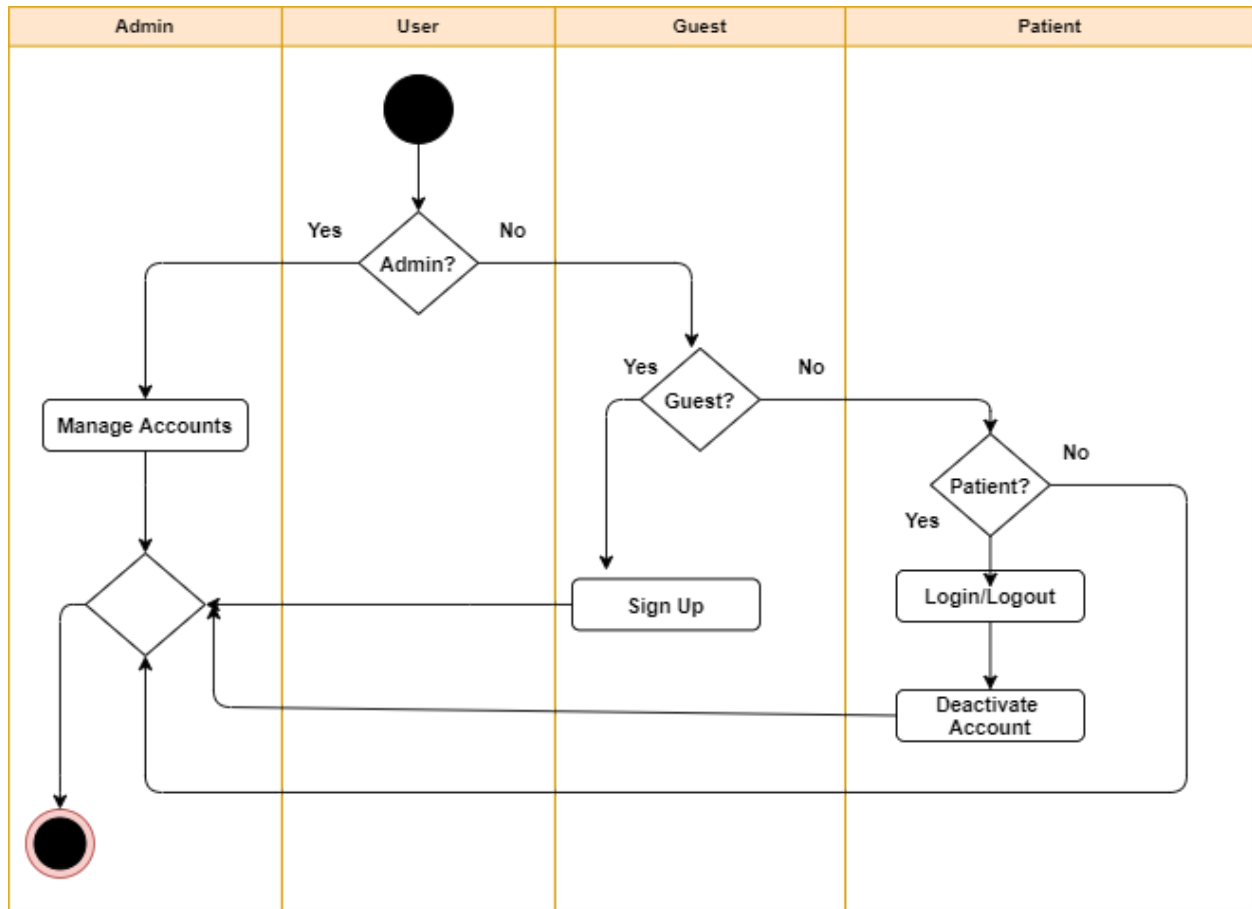 Admin
User
Guest
Patient
Yes
No
Admin?
Yes
No
Guest?
Manage Accounts
No
Patient?
Yes
Login/Logout
Sign Up
Deactivate
Account